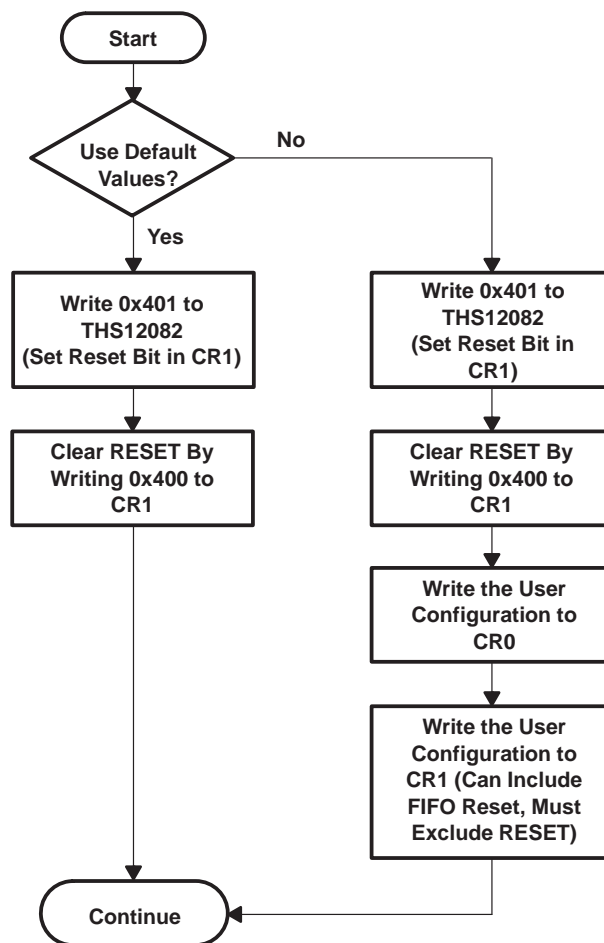 Start
Use Default
Values?
No
Yes
Write 0x401 to
THS12082
(Set Reset Bit in CR1)
Clear RESET By
Writing 0x400 to
CR1
Write 0x401 to
THS12082
(Set Reset Bit in
CR1)
Clear RESET By
Writing 0x400 to
CR1
Write the User
Configuration to
CR0
Write the User
Configuration to
CR1 (Can Include
FIFO Reset, Must
Exclude RESET)
Continue